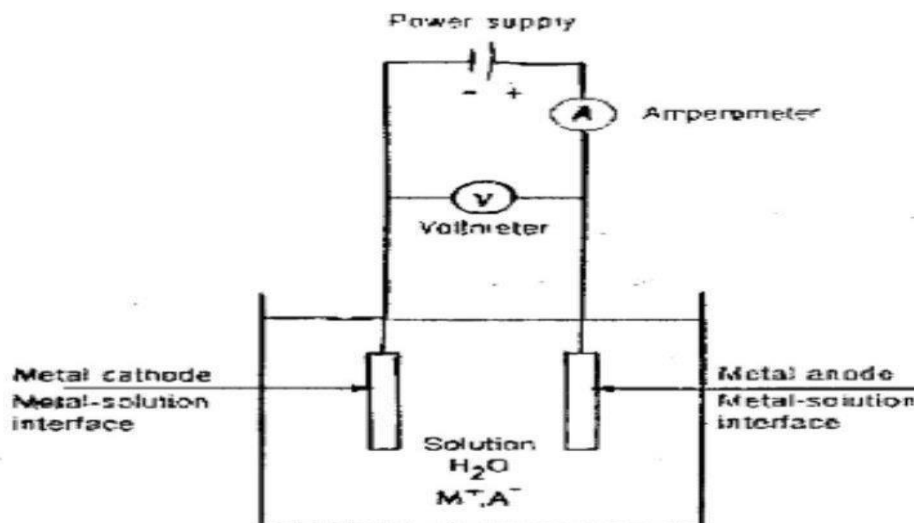 Power supply
- +
A
Amperometer
V
Voltmeter
Metal cathode
Metal-solution
interface
Metal anode
Metal-solution
interface
Solution
H₂O
M⁺,A⁻